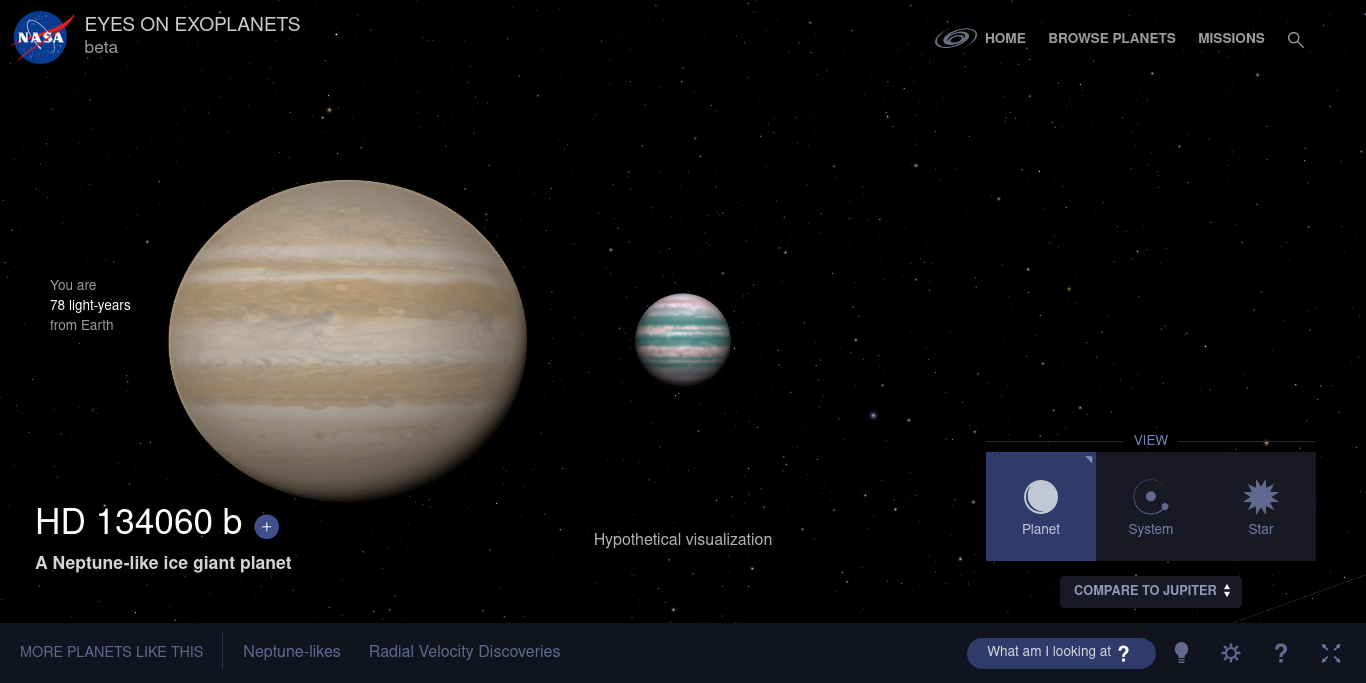 NASA
EYES ON EXOPLANETS
beta
HOME
BROWSE PLANETS
MISSIONS
You are
78 light-years
from Earth
HD 134060 b +
A Neptune-like ice giant planet
Hypothetical visualization
VIEW
Planet
System
Star
COMPARE TO JUPITER
MORE PLANETS LIKE THIS
Neptune-likes
Radial Velocity Discoveries
What am I looking at ?
?